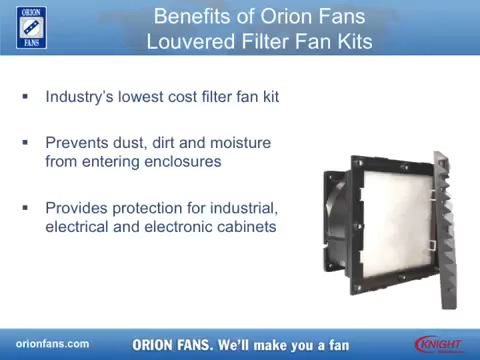 ORION
FANS
Benefits of Orion Fans
Louvered Filter Fan Kits
▪ Industry's lowest cost filter fan kit
▪ Prevents dust, dirt and moisture
from entering enclosures
▪ Provides protection for industrial,
electrical and electronic cabinets
orionfans.com
ORION FANS. We'll make you a fan
KNIGHT